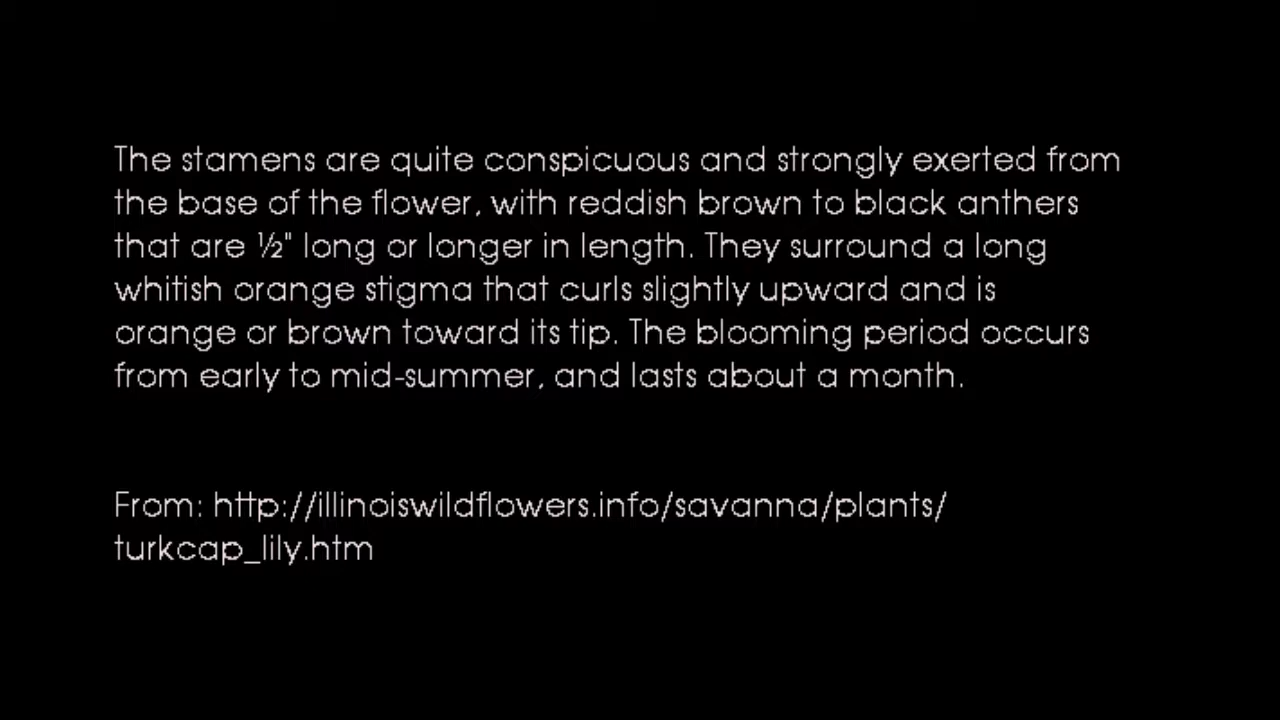 The stamens are quite conspicuous and strongly exerted from
the base of the flower, with reddish brown to black anthers
that are ½" long or longer in length. They surround a long
whitish orange stigma that curls slightly upward and is
orange or brown toward its tip. The blooming period occurs
from early to mid-summer, and lasts about a month.
From: http://illinoiswildflowers.info/savanna/plants/
turkcap_lily.htm